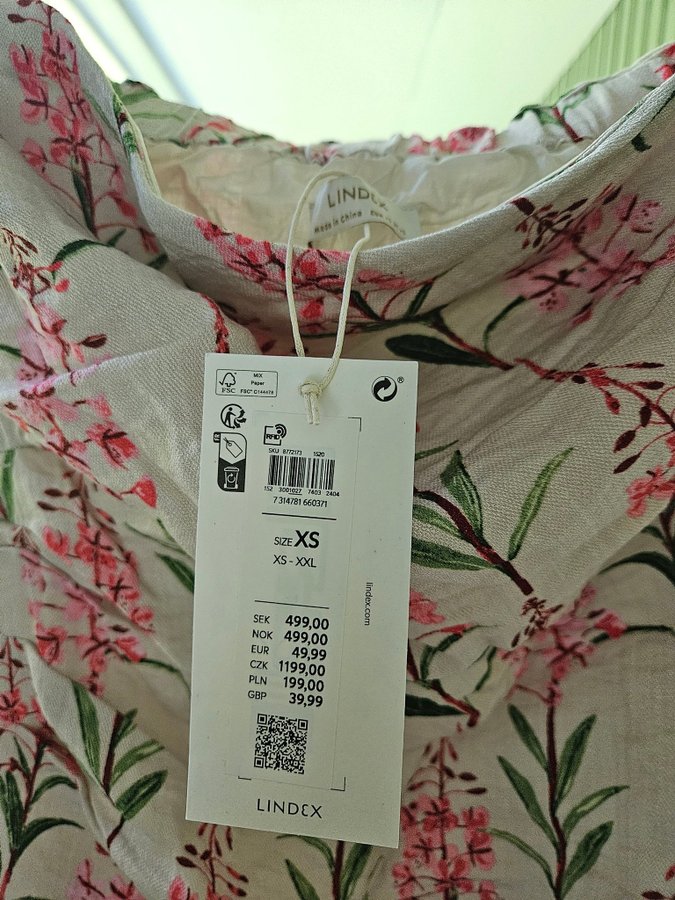 LINDEX
Made in China
MIX
Paper
FSC® C144478
FSC
FR
RFID
SKU 8772173 1520
152 3001027 7403 2404
7 314781 660371
SIZE XS
XS - XXL
lindex.com
SEK 499,00
NOK 499,00
EUR 49,99
CZK 1199,00
PLN 199,00
GBP 39,99
LINDEX